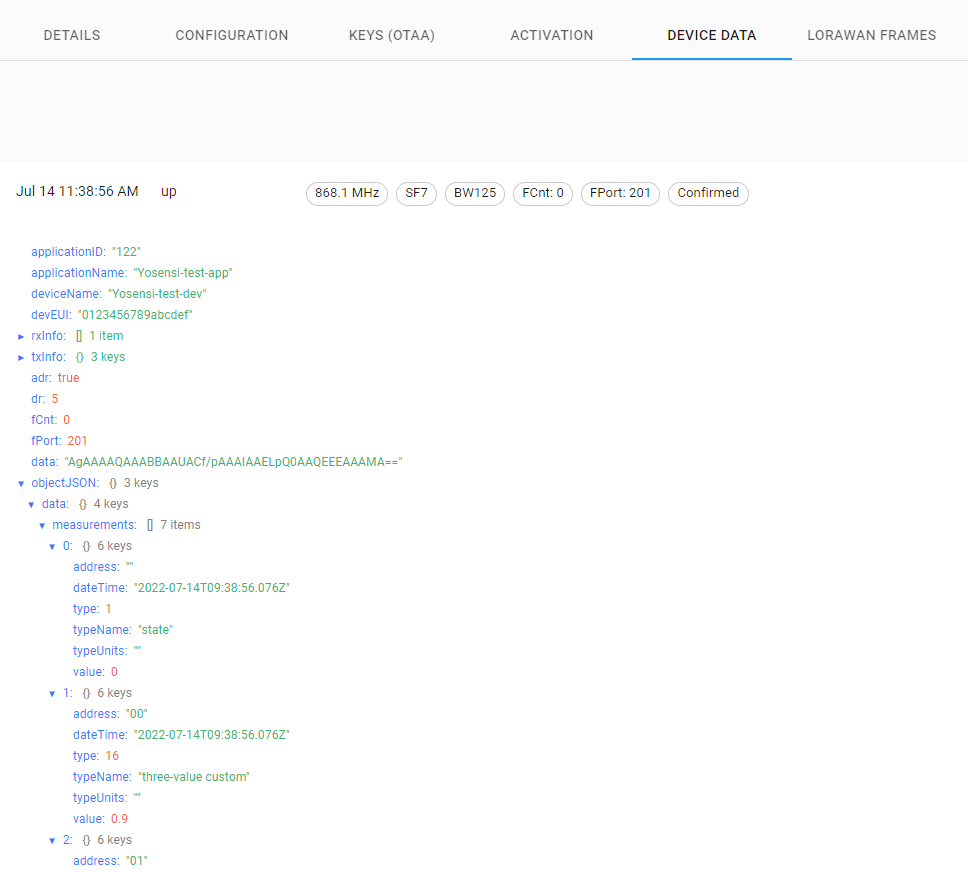 DETAILS CONFIGURATION KEYS (OTAA) ACTIVATION DEVICE DATA LORAWAN FRAMES
Jul 14 11:38:56 AM up 868.1 MHz SF7 BW125 FCnt: 0 FPort: 201 Confirmed
applicationID: "122"
applicationName: "Yosensi-test-app"
deviceName: "Yosensi-test-dev"
devEUI: "0123456789abcdef"
► rxInfo: [] 1 item
► txInfo: {} 3 keys
adr: true
dr: 5
fCnt: 0
fPort: 201
data: "AgAAAAQAAABBAAUACf/pAAAIAAELpQ0AAQEEEAAAMA=="
▼ objectJSON: {} 3 keys
▼ data: {} 4 keys
▼ measurements: [] 7 items
▼ 0: {} 6 keys
address: ""
dateTime: "2022-07-14T09:38:56.076Z"
type: 1
typeName: "state"
typeUnits: ""
value: 0
▼ 1: {} 6 keys
address: "00"
dateTime: "2022-07-14T09:38:56.076Z"
type: 16
typeName: "three-value custom"
typeUnits: ""
value: 0.9
▼ 2: {} 6 keys
address: "01"